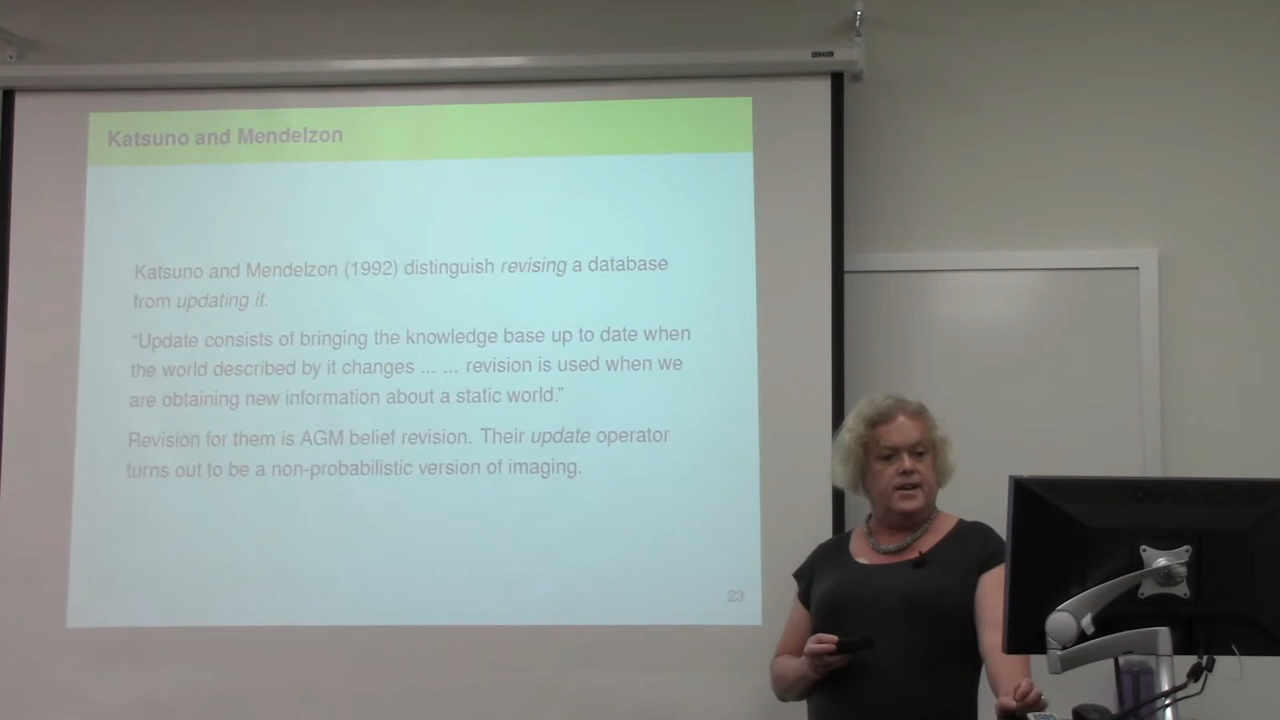 Katsuno and Mendelzon
Katsuno and Mendelzon (1992) distinguish revising a database
from updating it.
“Update consists of bringing the knowledge base up to date when
the world described by it changes ... ... revision is used when we
are obtaining new information about a static world.”
Revision for them is AGM belief revision. Their update operator
turns out to be a non-probabilistic version of imaging.
23